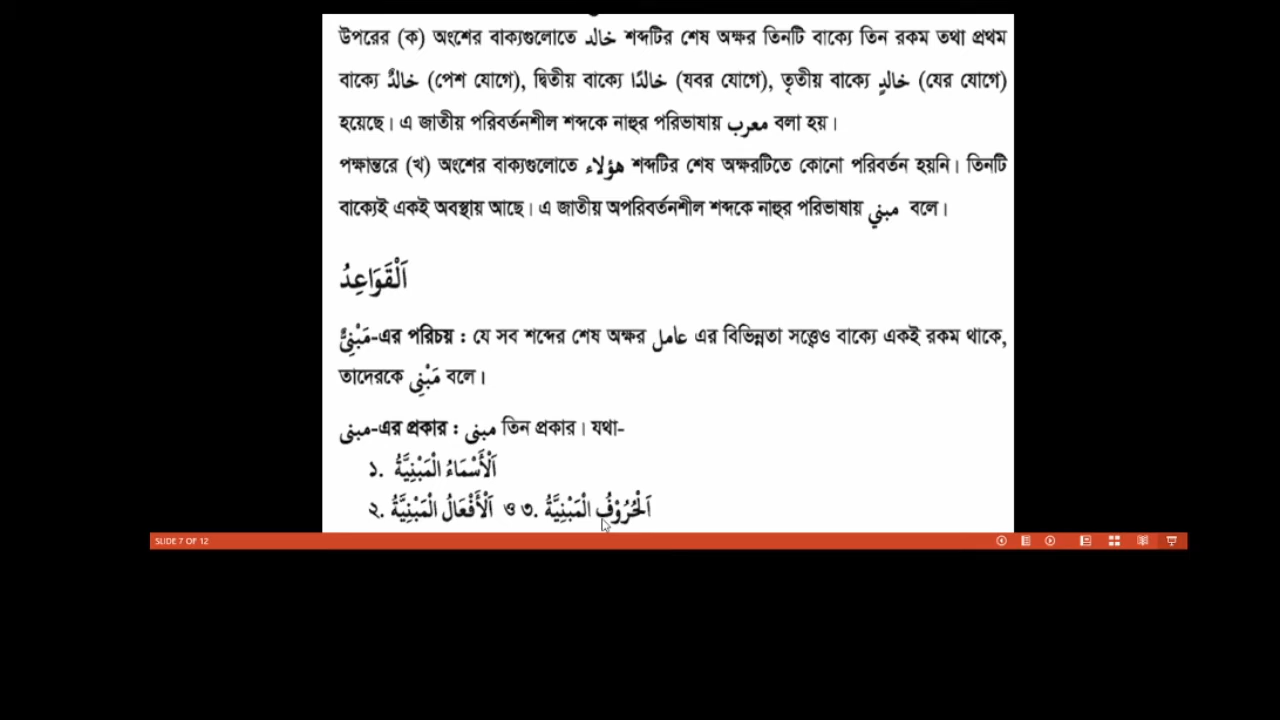 উপরের (ক) অংশের বাক্যগুলোতে خالد শব্দটির শেষ অক্ষর তিনটি বাক্যে তিন রকম তথা প্রথম
বাক্যে خالدٌ (পেশ যোগে), দ্বিতীয় বাক্যে خالدًا (যবর যোগে), তৃতীয় বাক্যে خالدٍ (যের যোগে)
হয়েছে। এ জাতীয় পরিবর্তনশীল শব্দকে নাহুর পরিভাষায় معرب বলা হয়।
পক্ষান্তরে (খ) অংশের বাক্যগুলোতে هؤلاء শব্দটির শেষ অক্ষরটিতে কোনো পরিবর্তন হয়নি। তিনটি
বাক্যেই একই অবস্থায় আছে। এ জাতীয় অপরিবর্তনশীল শব্দকে নাহুর পরিভাষায় مبني বলে।
اَلْقَوَاعِدُ
مَبْنِىٌّ-এর পরিচয় : যে সব শব্দের শেষ অক্ষর عامل এর বিভিন্নতা সত্ত্বেও বাক্যে একই রকম থাকে,
তাদেরকে مَبْنِى বলে।
مبنى-এর প্রকার : مبنى তিন প্রকার। যথা-
১. اَلْأَسْمَاءُ الْمَبْنِيَّةُ
২. اَلْأَفْعَالُ الْمَبْنِيَّةُ ও ৩. اَلْحُرُوْفُ الْمَبْنِيَّةُ
SLIDE 7 OF 12